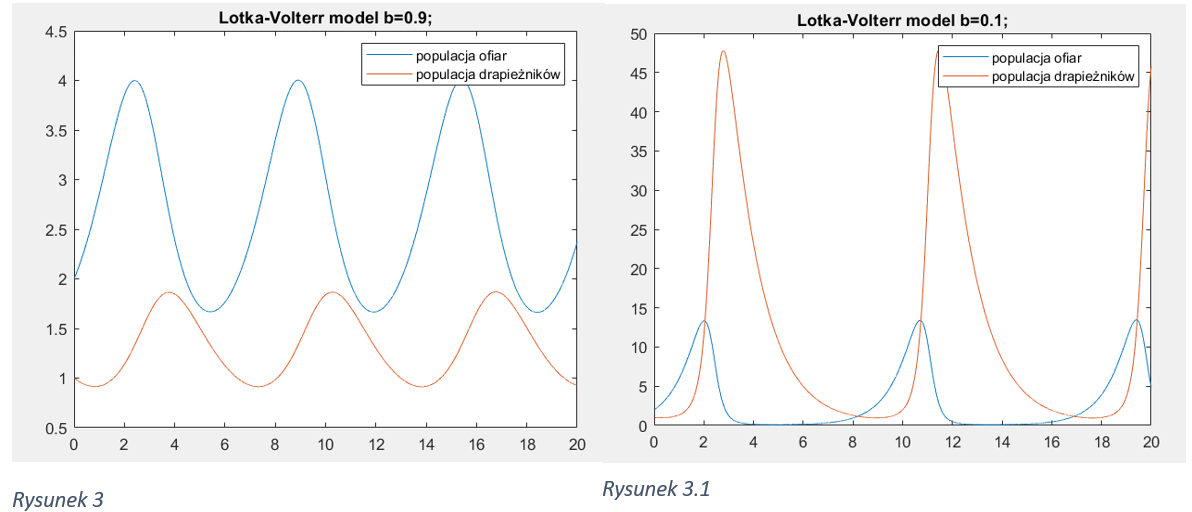 Lotka-Volterr model b=0.9;
4.5
4
3.5
3
2.5
2
1.5
1
0.5
0 2 4 6 8 10 12 14 16 18 20
populacja ofiar
populacja drapieżników
Rysunek 3
Lotka-Volterr model b=0.1;
50
45
40
35
30
25
20
15
10
5
0
0 2 4 6 8 10 12 14 16 18 20
populacja ofiar
populacja drapieżników
Rysunek 3.1